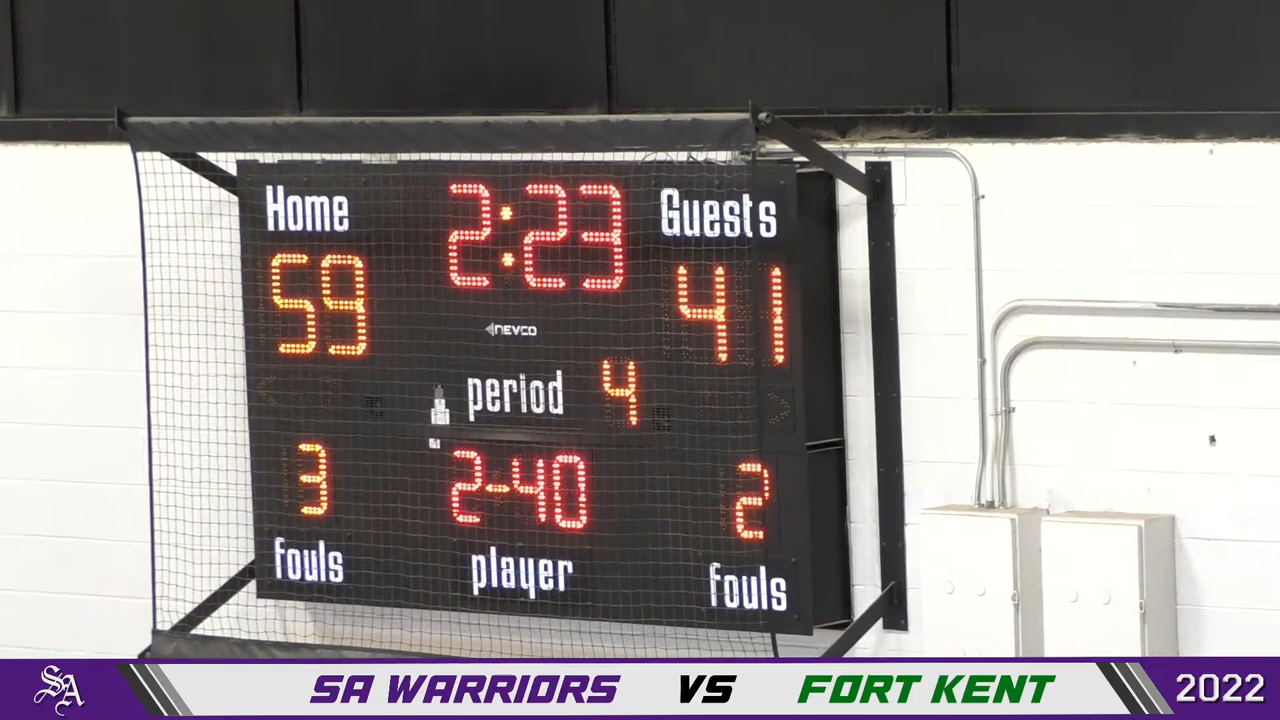 Home 2:23 Guests
59 41
NEVCO
period 4
3 2-40 2
fouls player fouls
SA SA WARRIORS VS FORT KENT 2022